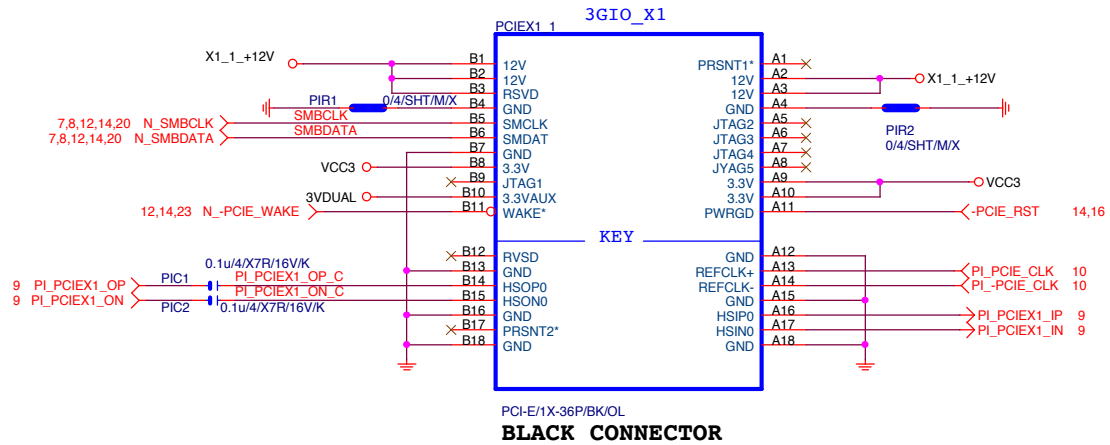 3GIO_X1
PCIEX1_1
X1_1_+12V B1 12V PRSNT1* A1
B2 12V 12V A2 X1_1_+12V
B3 RSVD 12V A3
PIR1 0/4/SHT/M/X B4 GND GND A4
7,8,12,14,20 N_SMBCLK SMBCLK B5 SMCLK JTAG2 A5
7,8,12,14,20 N_SMBDATA SMBDATA B6 SMDAT JTAG3 A6 PIR2
B7 GND JTAG4 A7 0/4/SHT/M/X
VCC3 B8 3.3V JYAG5 A8
B9 JTAG1 3.3V A9 VCC3
3VDUAL B10 3.3VAUX 3.3V A10
12,14,23 N_-PCIE_WAKE B11 WAKE* PWRGD A11 -PCIE_RST 14,16
KEY
B12 RVSD GND A12
B13 GND REFCLK+ A13 PI_PCIE_CLK 10
9 PI_PCIEX1_OP PIC1 0.1u/4/X7R/16V/K PI_PCIEX1_OP_C B14 HSOP0 REFCLK- A14 PI_-PCIE_CLK 10
9 PI_PCIEX1_ON PIC2 0.1u/4/X7R/16V/K PI_PCIEX1_ON_C B15 HSON0 GND A15
B16 GND HSIP0 A16 PI_PCIEX1_IP 9
B17 PRSNT2* HSIN0 A17 PI_PCIEX1_IN 9
B18 GND GND A18
PCI-E/1X-36P/BK/OL
BLACK CONNECTOR